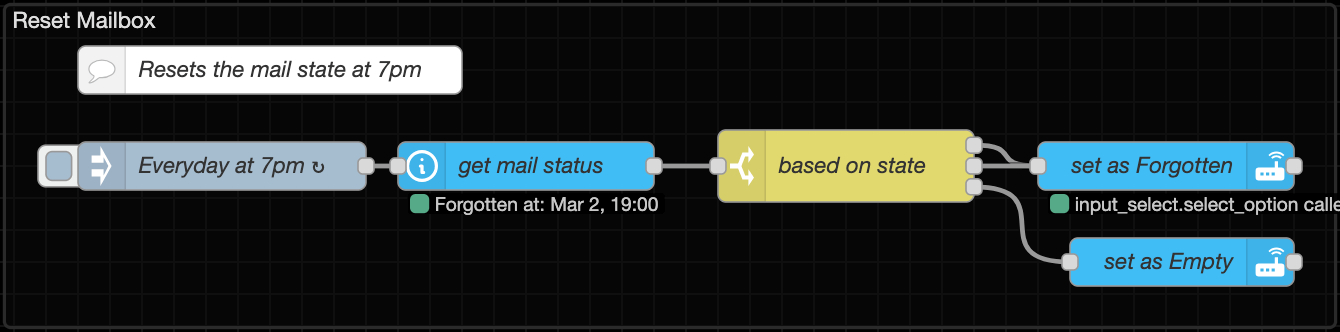 Reset Mailbox
Resets the mail state at 7pm
Everyday at 7pm ↻
get mail status
based on state
set as Forgotten
Forgotten at: Mar 2, 19:00
input_select.select_option calle
set as Empty